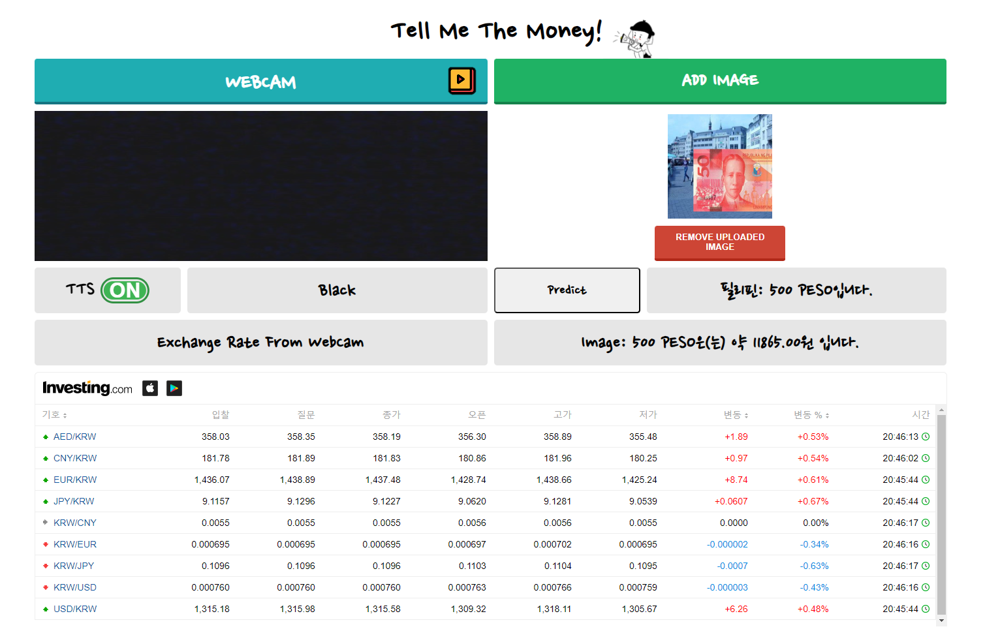 Tell Me The Money!
WEBCAM
ADD IMAGE
REPUBLIKA NG PIL
50
REMOVE UPLOADED
IMAGE
TTS ON
Black
Predict
필리핀: 500 PESO입니다.
Exchange Rate From Webcam
Image: 500 PESO은(는) 약 11865.00원 입니다.
Investing.com
기호 입찰 질문 종가 오픈 고가 저가 변동 변동 % 시간
AED/KRW 358.03 358.35 358.19 356.30 358.89 355.48 +1.89 +0.53% 20:46:13
CNY/KRW 181.78 181.89 181.83 180.86 181.96 180.25 +0.97 +0.54% 20:46:02
EUR/KRW 1,436.07 1,438.89 1,437.48 1,428.74 1,438.66 1,425.24 +8.74 +0.61% 20:45:44
JPY/KRW 9.1157 9.1296 9.1227 9.0620 9.1281 9.0539 +0.0607 +0.67% 20:45:44
KRW/CNY 0.0055 0.0055 0.0055 0.0056 0.0056 0.0055 0.0000 0.00% 20:46:17
KRW/EUR 0.000695 0.000695 0.000695 0.000697 0.000702 0.000695 -0.000002 -0.34% 20:46:16
KRW/JPY 0.1096 0.1096 0.1096 0.1103 0.1104 0.1095 -0.0007 -0.63% 20:46:17
KRW/USD 0.000760 0.000760 0.000760 0.000763 0.000766 0.000759 -0.000003 -0.43% 20:46:16
USD/KRW 1,315.18 1,315.98 1,315.58 1,309.32 1,318.11 1,305.67 +6.26 +0.48% 20:45:44